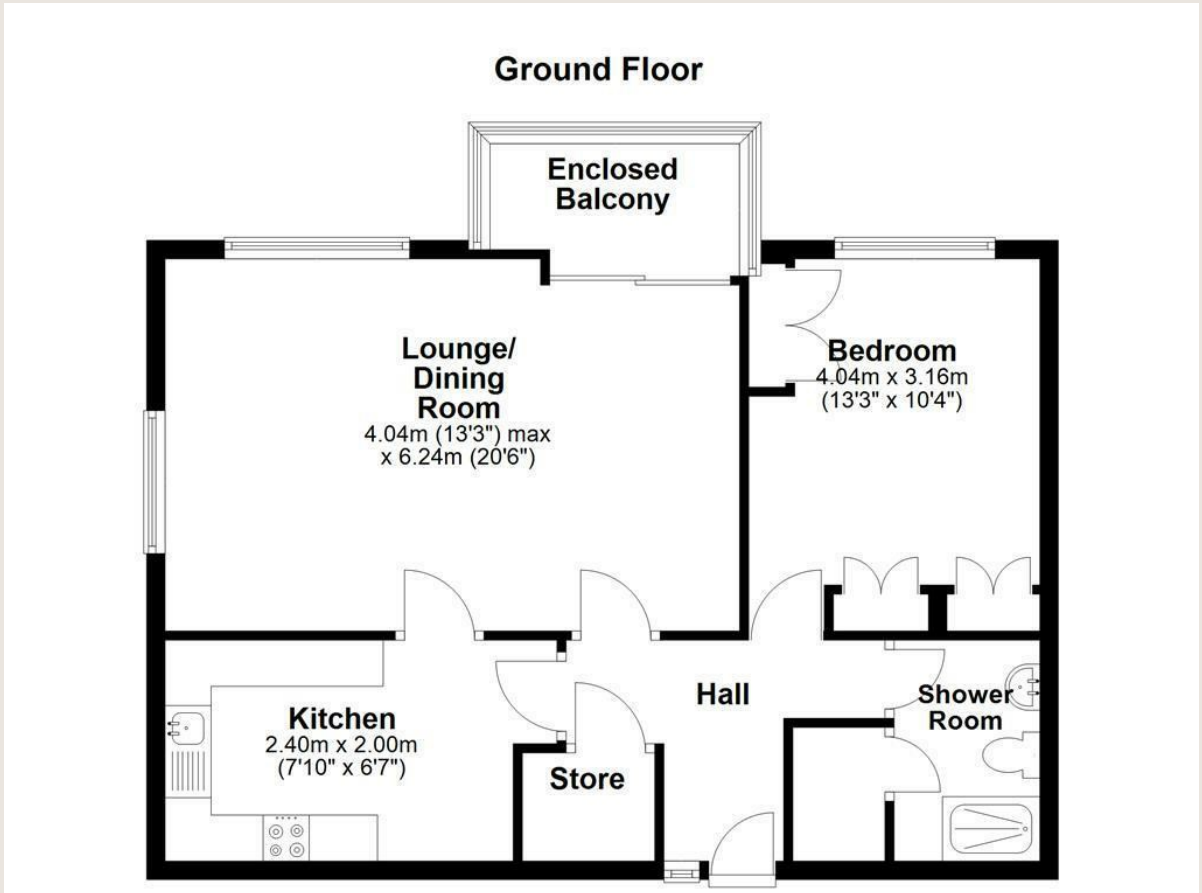 Ground Floor
Enclosed
Balcony
Lounge/
Dining
Room
4.04m (13'3") max
x 6.24m (20'6")
Bedroom
4.04m x 3.16m
(13'3" x 10'4")
Kitchen
2.40m x 2.00m
(7'10" x 6'7")
Store
Hall
Shower
Room